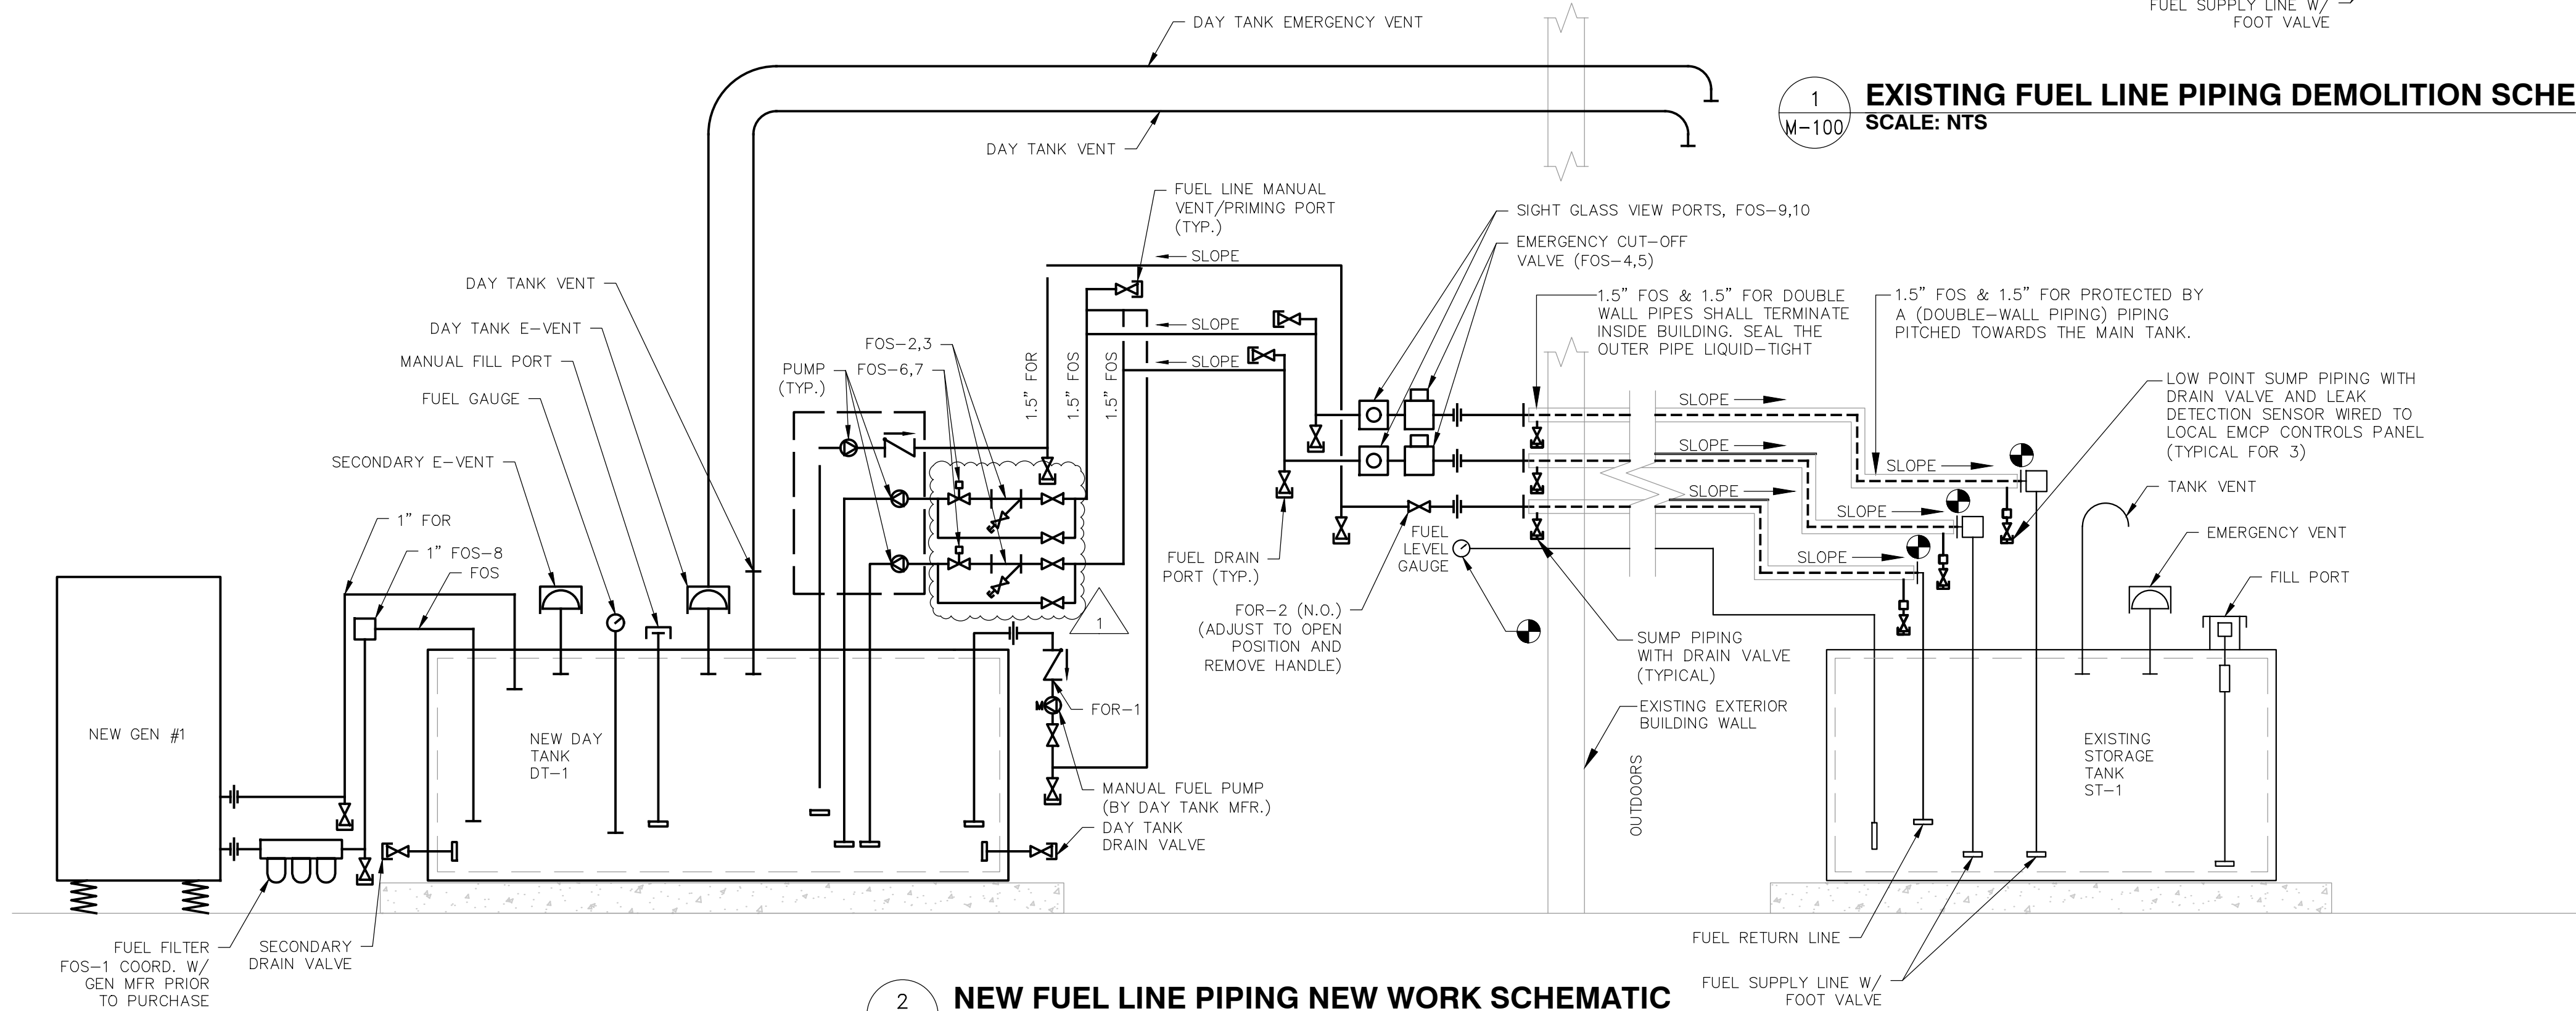 FUEL SUPPLY LINE W/
FOOT VALVE
DAY TANK EMERGENCY VENT
1
M-100
EXISTING FUEL LINE PIPING DEMOLITION SCHE
SCALE: NTS
DAY TANK VENT
FUEL LINE MANUAL
VENT/PRIMING PORT
(TYP.)
SIGHT GLASS VIEW PORTS, FOS-9,10
EMERGENCY CUT-OFF
VALVE (FOS-4,5)
SLOPE
SLOPE
SLOPE
1.5" FOS & 1.5" FOR DOUBLE
WALL PIPES SHALL TERMINATE
INSIDE BUILDING. SEAL THE
OUTER PIPE LIQUID-TIGHT
1.5" FOS & 1.5" FOR PROTECTED BY
A (DOUBLE-WALL PIPING) PIPING
PITCHED TOWARDS THE MAIN TANK.
LOW POINT SUMP PIPING WITH
DRAIN VALVE AND LEAK
DETECTION SENSOR WIRED TO
LOCAL EMCP CONTROLS PANEL
(TYPICAL FOR 3)
DAY TANK VENT
DAY TANK E-VENT
MANUAL FILL PORT
FUEL GAUGE
SECONDARY E-VENT
1" FOR
1" FOS-8
FOS
FOS-2,3
FOS-6,7
PUMP
(TYP.)
1.5" FOR
1.5" FOS
1.5" FOS
SLOPE
SLOPE
SLOPE
SLOPE
SLOPE
SLOPE
TANK VENT
EMERGENCY VENT
FILL PORT
FUEL DRAIN
PORT (TYP.)
FUEL
LEVEL
GAUGE
FOR-2 (N.O.)
(ADJUST TO OPEN
POSITION AND
REMOVE HANDLE)
1
SUMP PIPING
WITH DRAIN VALVE
(TYPICAL)
EXISTING EXTERIOR
BUILDING WALL
OUTDOORS
FOR-1
M
MANUAL FUEL PUMP
(BY DAY TANK MFR.)
DAY TANK
DRAIN VALVE
NEW GEN #1
NEW DAY
TANK
DT-1
EXISTING
STORAGE
TANK
ST-1
FUEL FILTER
FOS-1 COORD. W/
GEN MFR PRIOR
TO PURCHASE
SECONDARY
DRAIN VALVE
FUEL RETURN LINE
FUEL SUPPLY LINE W/
FOOT VALVE
2
NEW FUEL LINE PIPING NEW WORK SCHEMATIC